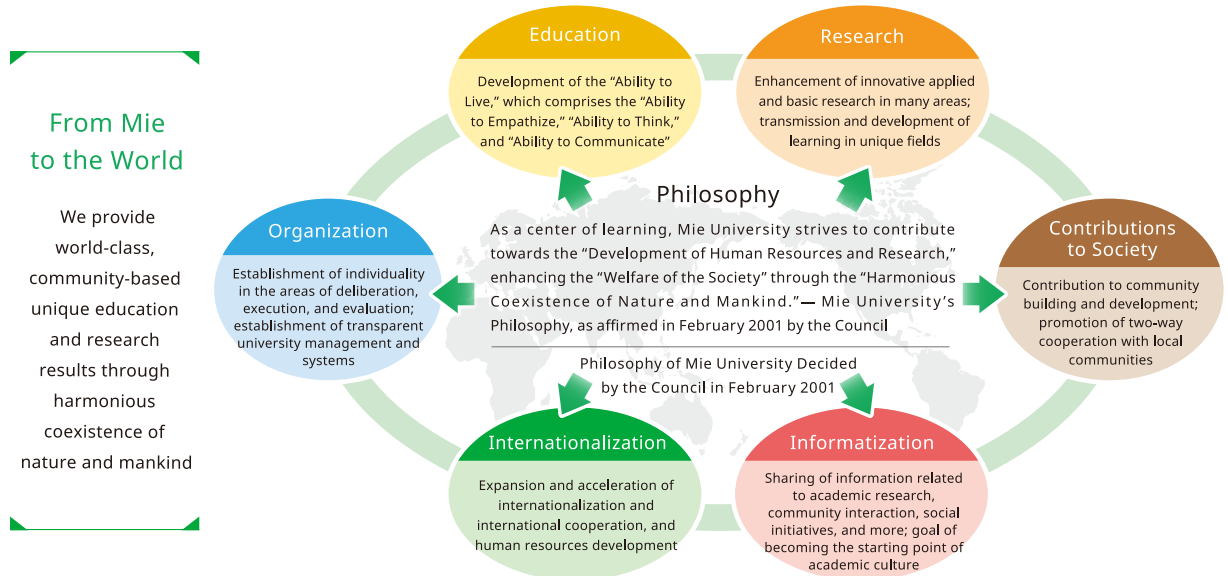 From Mie
to the World
We provide
world-class,
community-based
unique education
and research
results through
harmonious
coexistence of
nature and mankind
Education
Development of the “Ability to
Live,” which comprises the “Ability
to Empathize,” “Ability to Think,”
and “Ability to Communicate”
Research
Enhancement of innovative applied
and basic research in many areas;
transmission and development of
learning in unique fields
Organization
Establishment of individuality
in the areas of deliberation,
execution, and evaluation;
establishment of transparent
university management and
systems
Philosophy
As a center of learning, Mie University strives to contribute
towards the “Development of Human Resources and Research,”
enhancing the “Welfare of the Society” through the “Harmonious
Coexistence of Nature and Mankind.”— Mie University’s
Philosophy, as affirmed in February 2001 by the Council
Philosophy of Mie University Decided
by the Council in February 2001
Contributions
to Society
Contribution to community
building and development;
promotion of two-way
cooperation with local
communities
Internationalization
Expansion and acceleration of
internationalization and
international cooperation, and
human resources development
Informatization
Sharing of information related
to academic research,
community interaction, social
initiatives, and more; goal of
becoming the starting point of
academic culture